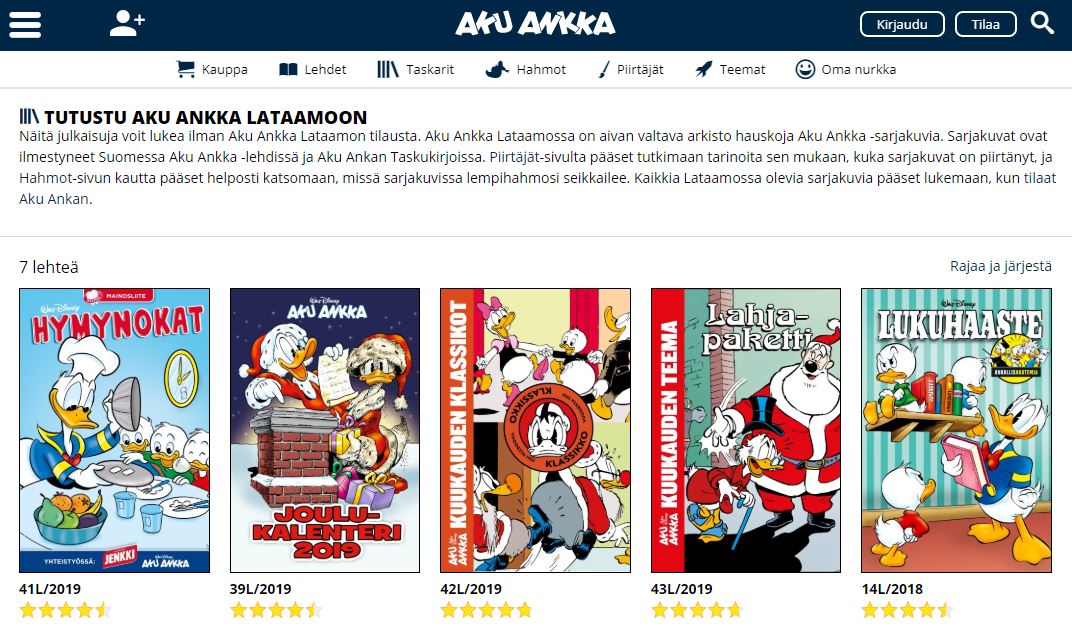 AKU ANKKA
Kirjaudu
Tilaa
Kauppa
Lehdet
Taskarit
Hahmot
Piirtäjät
Teemat
Oma nurkka
TUTUSTU AKU ANKKA LATAAMOON
Näitä julkaisuja voit lukea ilman Aku Ankka Lataamon tilausta. Aku Ankka Lataamossa on aivan valtava arkisto hauskoja Aku Ankka -sarjakuvia. Sarjakuvat ovat
ilmestyneet Suomessa Aku Ankka -lehdissä ja Aku Ankan Taskukirjoissa. Piirtäjät-sivulta pääset tutkimaan tarinoita sen mukaan, kuka sarjakuvat on piirtänyt, ja
Hahmot-sivun kautta pääset helposti katsomaan, missä sarjakuvissa lempihahmosi seikkailee. Kaikkia Lataamossa olevia sarjakuvia pääset lukemaan, kun tilaat
Aku Ankan.
7 lehteä
Rajaa ja järjestä
MAINOSLIITE
Walt Disney
HYMYNOKAT
YHTEISTYÖSSÄ: JENKKI
Walt Disney
AKU ANKKA
Walt Disney
AKU ANKKA
JOULU-
KALENTERI
2019
AKU ANKKA KUUKAUDEN KLASSIKOT
KLASSIKKO
KLASSIKKO
AKU ANKKA KUUKAUDEN TEEMA
Lahja-
paketti
Walt Disney
LUKUHAASTE
ANKALLISAKATEMIA
41L/2019
39L/2019
42L/2019
43L/2019
14L/2018